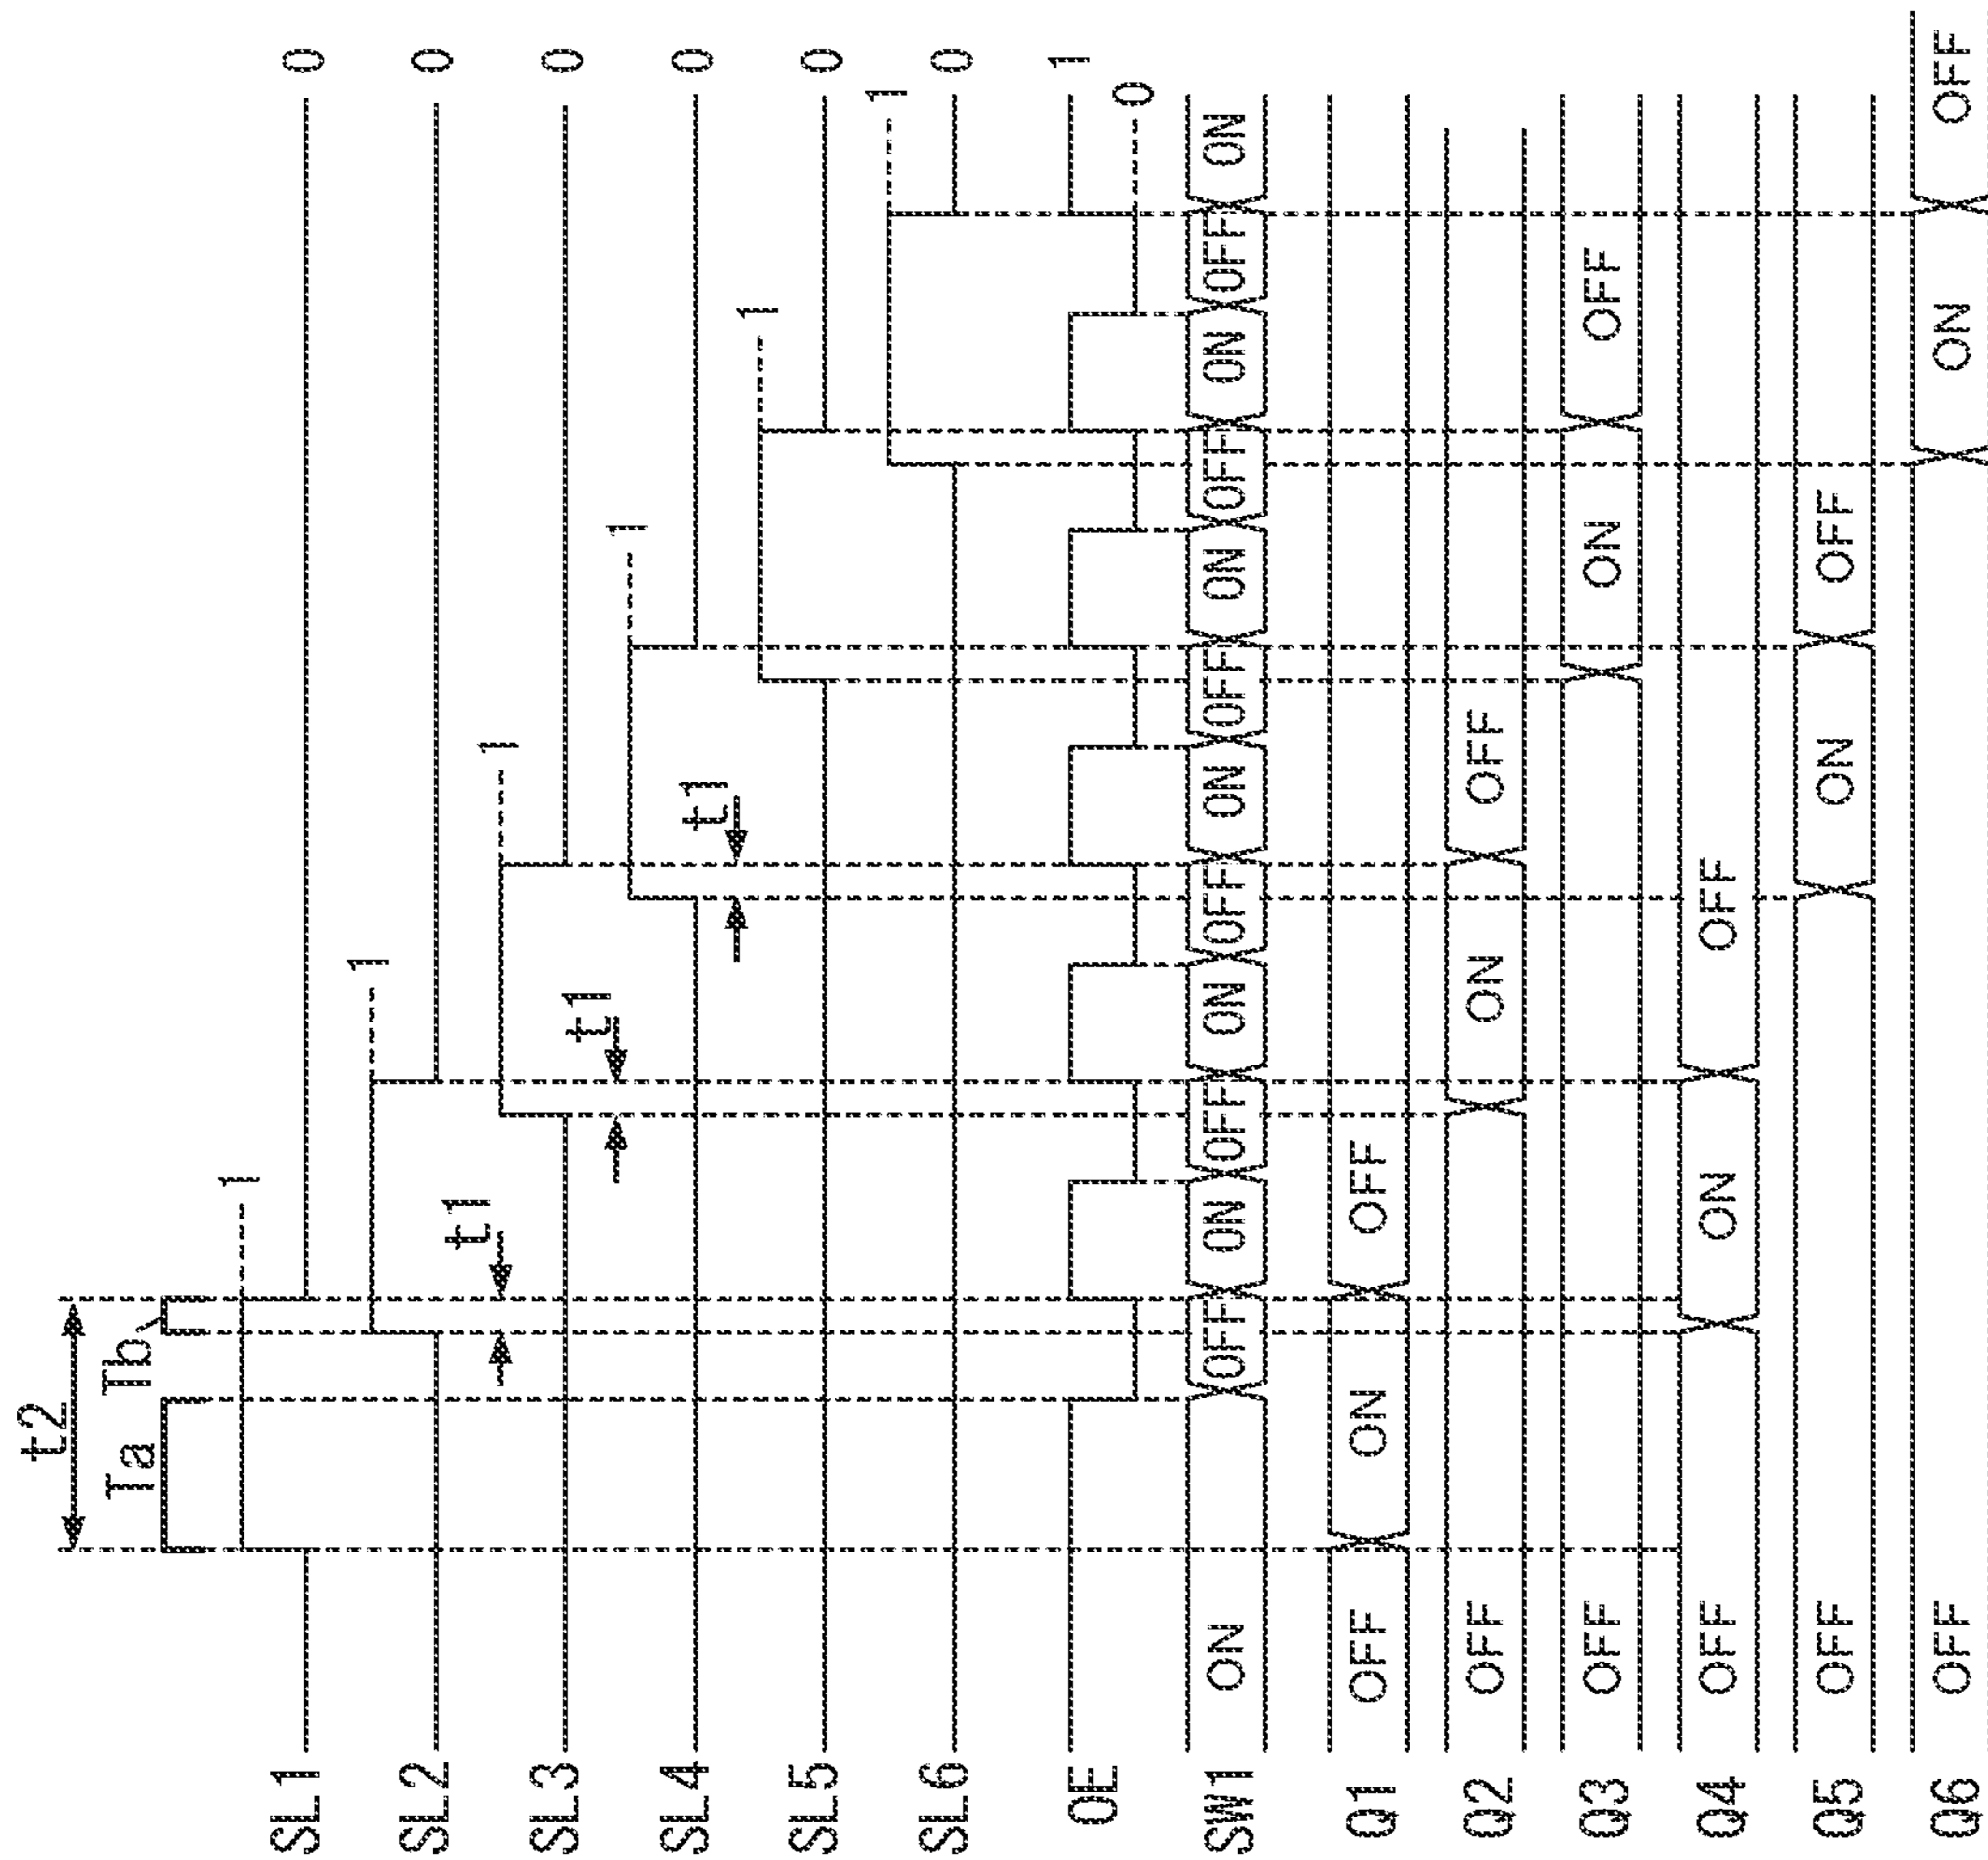 t2
Ta Tb
1
SL1 0
1
SL2 0
t1
1
SL3 0
t1
1
SL4 0
t1
1
SL5 0
1
SL6 0
OE 1
0
SW1 ON OFF ON OFF ON OFF ON OFF ON OFF ON OFF ON
Q1 OFF ON OFF
Q2 OFF ON OFF
Q3 OFF ON OFF
Q4 OFF ON OFF
Q5 OFF ON OFF
Q6 OFF ON OFF